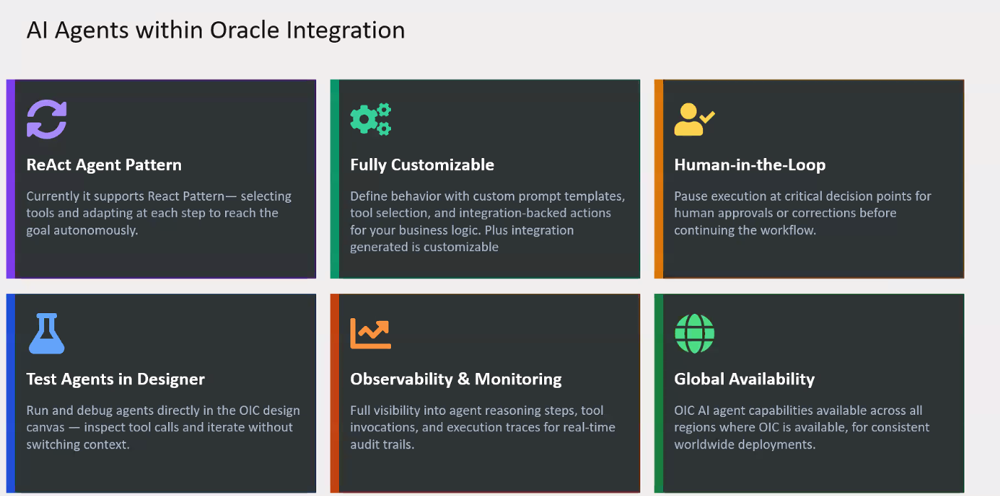 AI Agents within Oracle Integration
ReAct Agent Pattern
Currently it supports React Pattern— selecting
tools and adapting at each step to reach the
goal autonomously.
Fully Customizable
Define behavior with custom prompt templates,
tool selection, and integration-backed actions
for your business logic. Plus integration
generated is customizable
Human-in-the-Loop
Pause execution at critical decision points for
human approvals or corrections before
continuing the workflow.
Test Agents in Designer
Run and debug agents directly in the OIC design
canvas — inspect tool calls and iterate without
switching context.
Observability & Monitoring
Full visibility into agent reasoning steps, tool
invocations, and execution traces for real-time
audit trails.
Global Availability
OIC AI agent capabilities available across all
regions where OIC is available, for consistent
worldwide deployments.